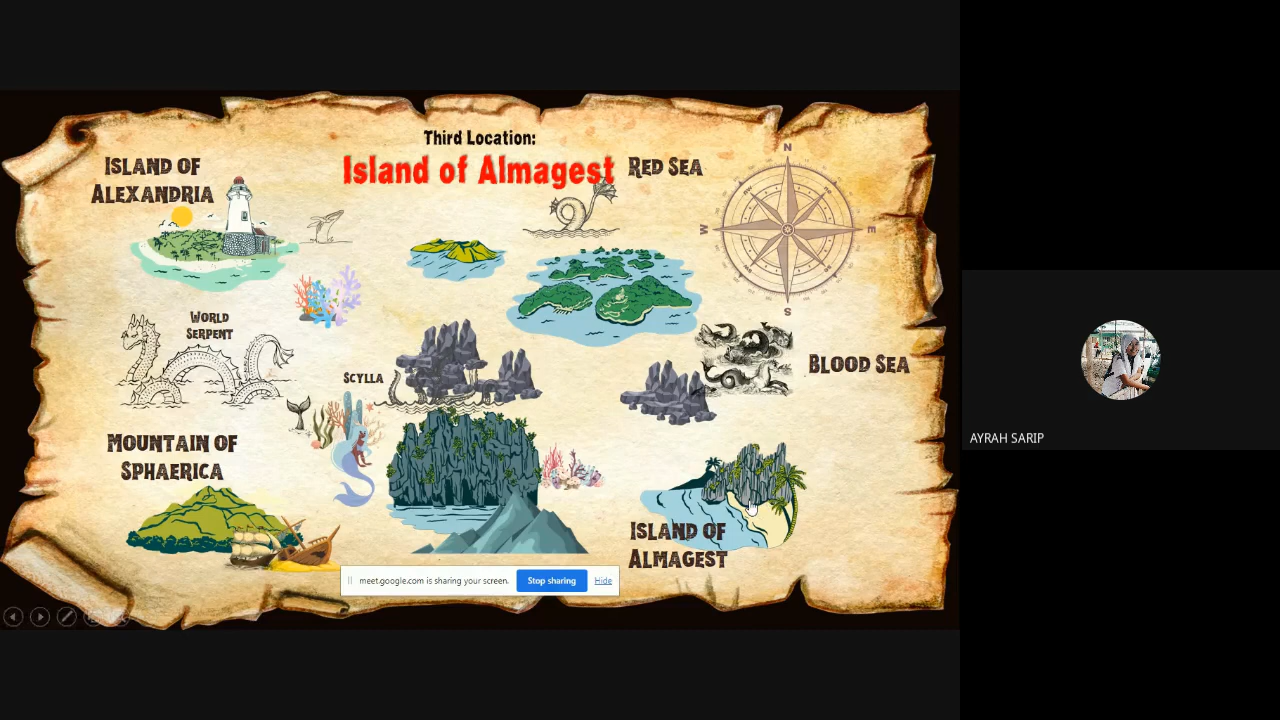 Third Location:
Island of Almagest
ISLAND OF
ALEXANDRIA
RED SEA
N
W
E
S
WORLD
SERPENT
SCYLLA
BLOOD SEA
MOUNTAIN OF
SPHAERICA
ISLAND OF
ALMAGEST
meet.google.com is sharing your screen.
Stop sharing
Hide
AYRAH SARIP